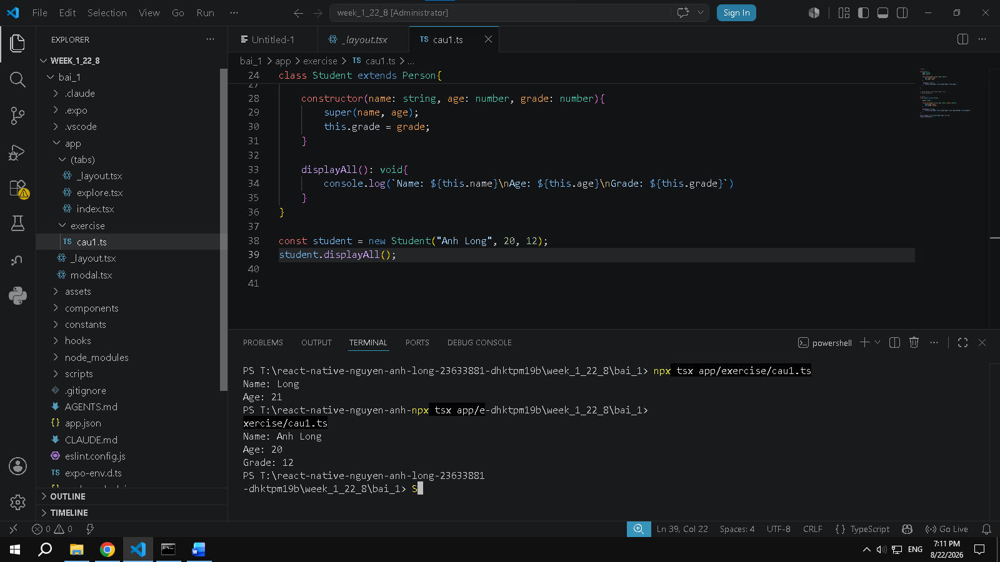 File Edit Selection View Go Run ···
week_1_22_8 [Administrator]
Sign In
EXPLORER
WEEK_1_22_8
bai_1
.claude
.expo
.vscode
app
(tabs)
_layout.tsx
explore.tsx
index.tsx
exercise
TS cau1.ts
_layout.tsx
modal.tsx
assets
components
constants
hooks
node_modules
scripts
.gitignore
AGENTS.md
{} app.json
CLAUDE.md
eslint.config.js
TS expo-env.d.ts
OUTLINE
TIMELINE
Untitled-1
_layout.tsx
TS cau1.ts
bai_1 > app > exercise > TS cau1.ts > ...
24 class Student extends Person{
27
28 constructor(name: string, age: number, grade: number){
29 super(name, age);
30 this.grade = grade;
31 }
32
33 displayAll(): void{
34 console.log(`Name: ${this.name}\nAge: ${this.age}\nGrade: ${this.grade}`)
35 }
36 }
37
38 const student = new Student("Anh Long", 20, 12);
39 student.displayAll();
40
41
PROBLEMS OUTPUT TERMINAL PORTS DEBUG CONSOLE
powershell
PS T:\react-native-nguyen-anh-long-23633881-dhktpm19b\week_1_22_8\bai_1> npx tsx app/exercise/cau1.ts
Name: Long
Age: 21
PS T:\react-native-nguyen-anh-npx tsx app/e-dhktpm19b\week_1_22_8\bai_1>
xercise/cau1.ts
Name: Anh Long
Age: 20
Grade: 12
PS T:\react-native-nguyen-anh-long-23633881
-dhktpm19b\week_1_22_8\bai_1> S
0 0
Ln 39, Col 22 Spaces: 4 UTF-8 CRLF {} TypeScript Go Live
ENG
7:11 PM
8/22/2026